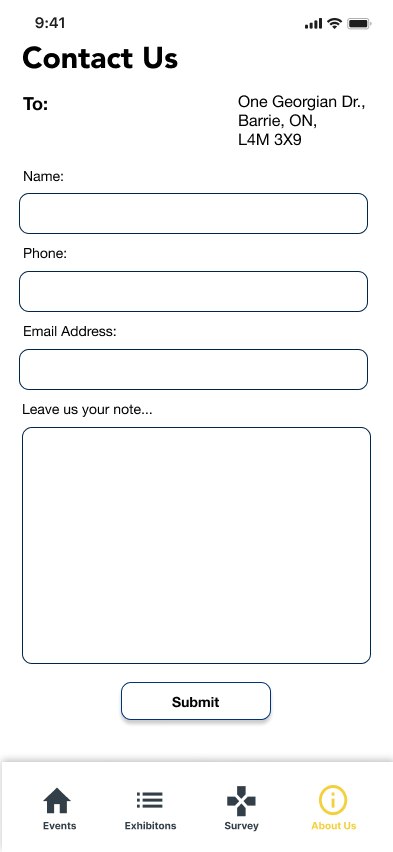 9:41
Contact Us
To:
One Georgian Dr.,
Barrie, ON,
L4M 3X9
Name:
Phone:
Email Address:
Leave us your note...
Submit
Events
Exhibitons
Survey
About Us